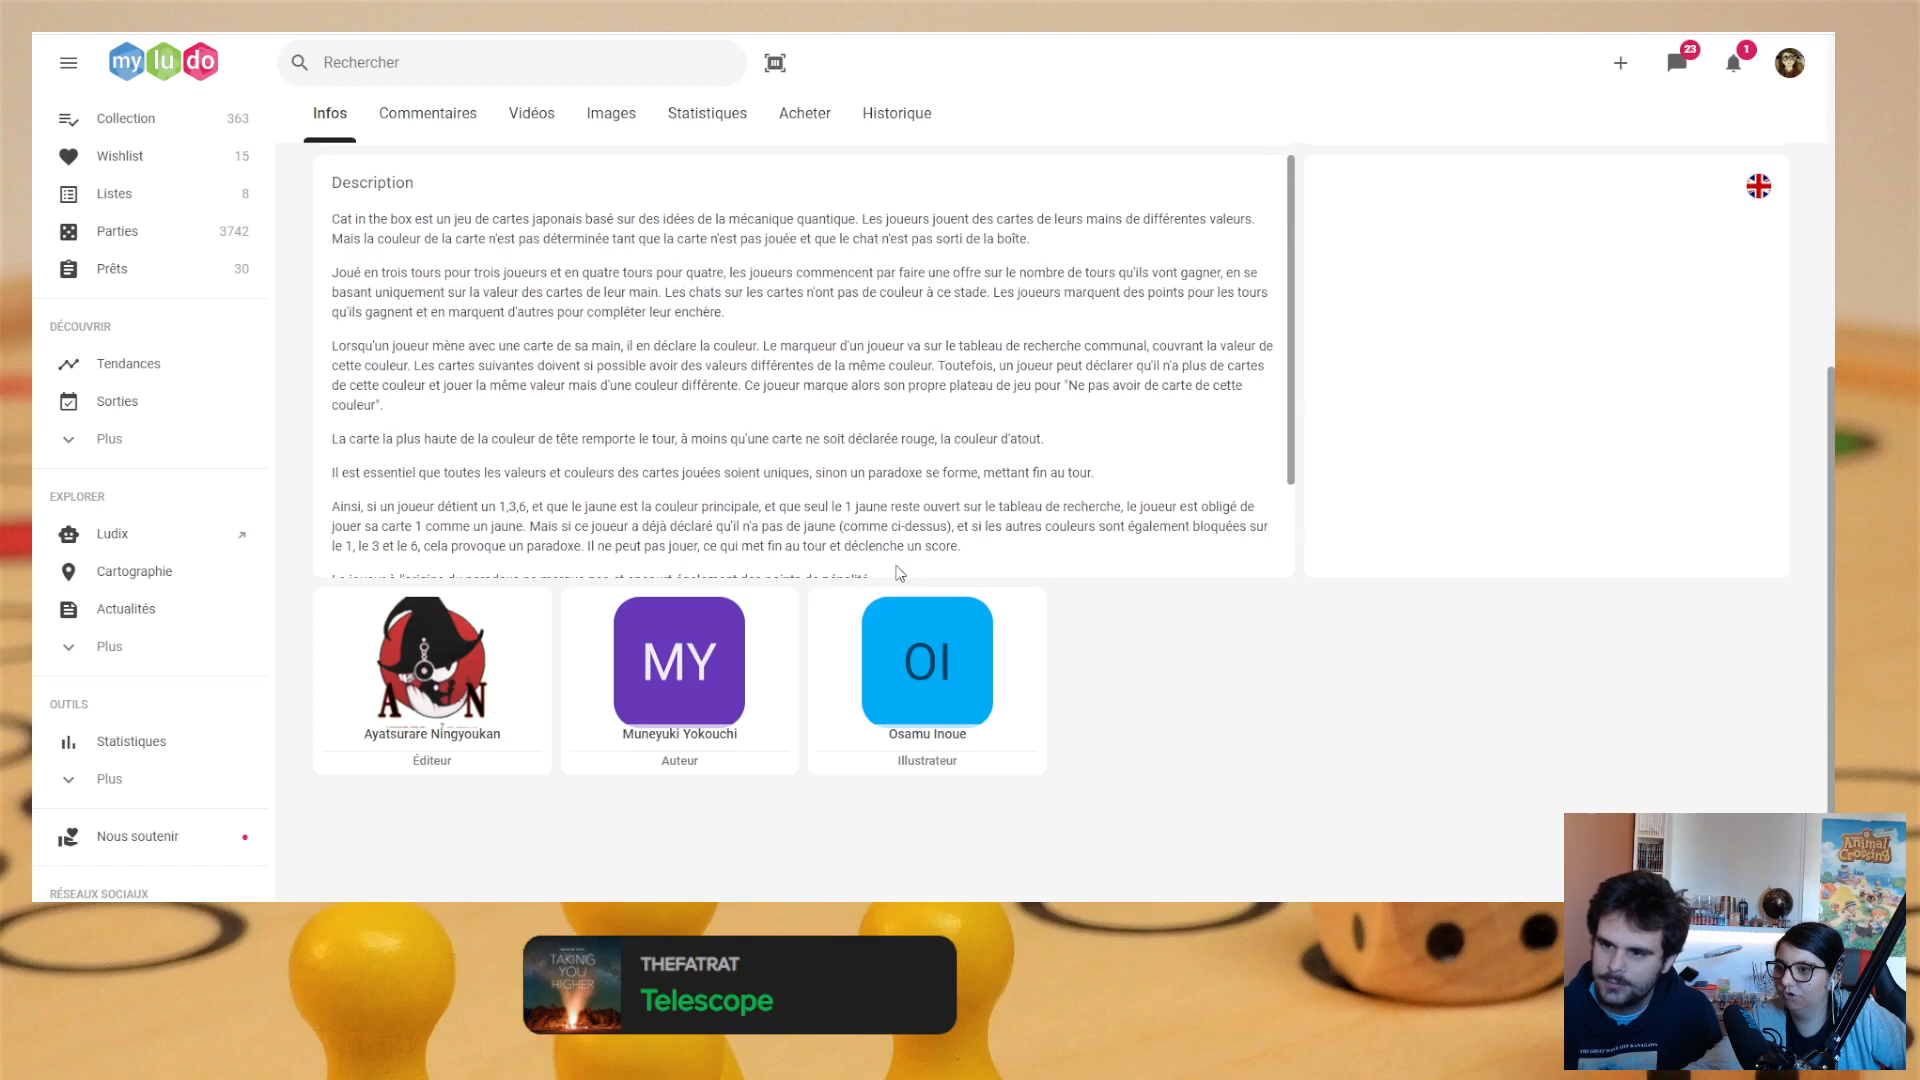 my lu do
Rechercher
23
1
Collection 363
Wishlist 15
Listes 8
Parties 3742
Prêts 30
DÉCOUVRIR
Tendances
Sorties
Plus
EXPLORER
Ludix
Cartographie
Actualités
Plus
OUTILS
Statistiques
Plus
Nous soutenir
RÉSEAUX SOCIAUX
Infos Commentaires Vidéos Images Statistiques Acheter Historique
Description
Cat in the box est un jeu de cartes japonais basé sur des idées de la mécanique quantique. Les joueurs jouent des cartes de leurs mains de différentes valeurs.
Mais la couleur de la carte n'est pas déterminée tant que la carte n'est pas jouée et que le chat n'est pas sorti de la boîte.
Joué en trois tours pour trois joueurs et en quatre tours pour quatre, les joueurs commencent par faire une offre sur le nombre de tours qu'ils vont gagner, en se
basant uniquement sur la valeur des cartes de leur main. Les chats sur les cartes n'ont pas de couleur à ce stade. Les joueurs marquent des points pour les tours
qu'ils gagnent et en marquent d'autres pour compléter leur enchère.
Lorsqu'un joueur mène avec une carte de sa main, il en déclare la couleur. Le marqueur d'un joueur va sur le tableau de recherche communal, couvrant la valeur de
cette couleur. Les cartes suivantes doivent si possible avoir des valeurs différentes de la même couleur. Toutefois, un joueur peut déclarer qu'il n'a plus de cartes
de cette couleur et jouer la même valeur mais d'une couleur différente. Ce joueur marque alors son propre plateau de jeu pour "Ne pas avoir de carte de cette
couleur".
La carte la plus haute de la couleur de tête remporte le tour, à moins qu'une carte ne soit déclarée rouge, la couleur d'atout.
Il est essentiel que toutes les valeurs et couleurs des cartes jouées soient uniques, sinon un paradoxe se forme, mettant fin au tour.
Ainsi, si un joueur détient un 1,3,6, et que le jaune est la couleur principale, et que seul le 1 jaune reste ouvert sur le tableau de recherche, le joueur est obligé de
jouer sa carte 1 comme un jaune. Mais si ce joueur a déjà déclaré qu'il n'a pas de jaune (comme ci-dessus), et si les autres couleurs sont également bloquées sur
le 1, le 3 et le 6, cela provoque un paradoxe. Il ne peut pas jouer, ce qui met fin au tour et déclenche un score.
A N
Ayatsurare Ningyoukan
Éditeur
MY
Muneyuki Yokouchi
Auteur
OI
Osamu Inoue
Illustrateur
TAKING
YOU
HIGHER
THEFATRAT
Telescope
Animal
Crossing
THE GREAT WAVE OFF KANAGAWA